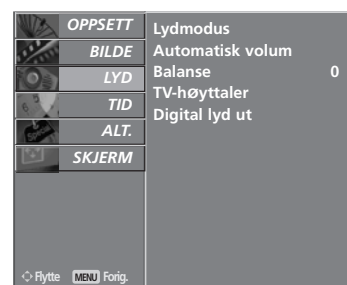 OPPSETT
BILDE
LYD
TID
ALT.
SKJERM
Flytte MENU Forig.
Lydmodus
Automatisk volum
Balanse 0
TV-høyttaler
Digital lyd ut